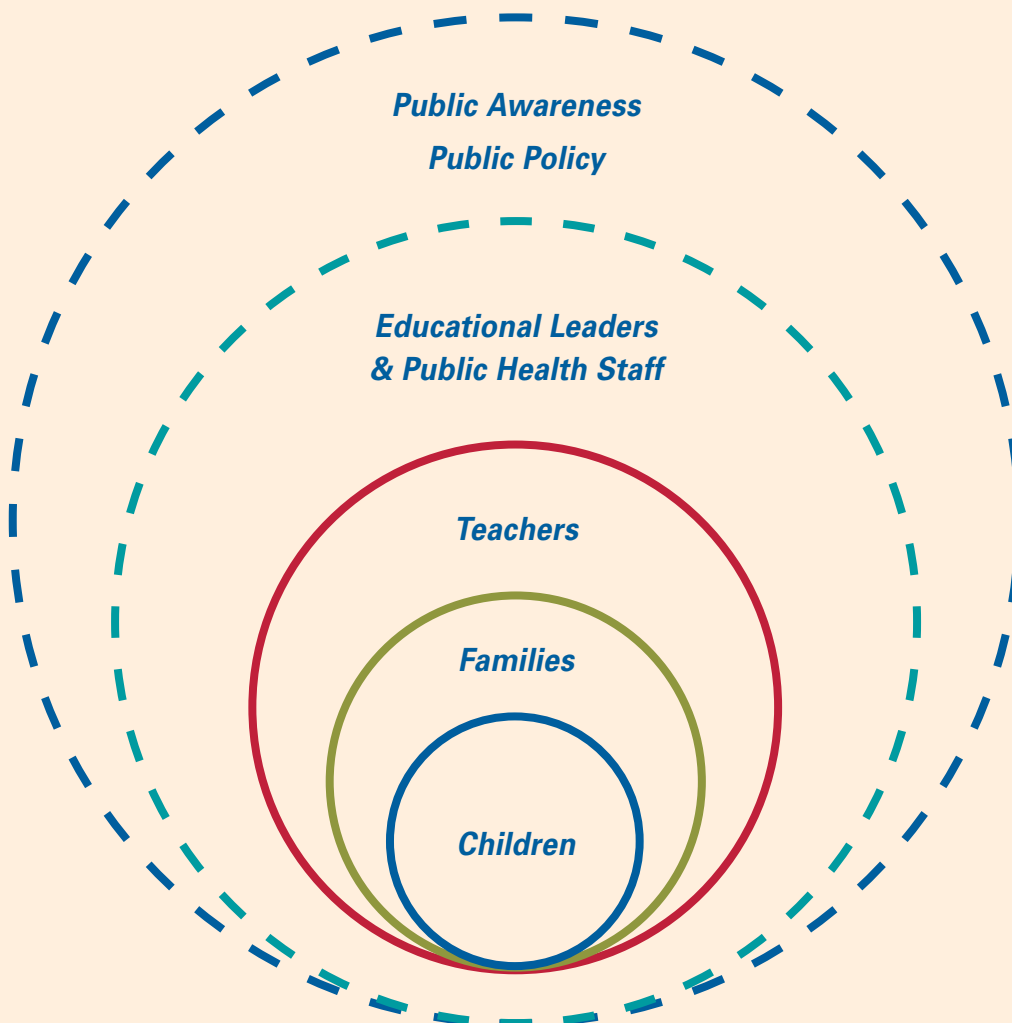 Public Awareness
Public Policy
Educational Leaders
& Public Health Staff
Teachers
Families
Children